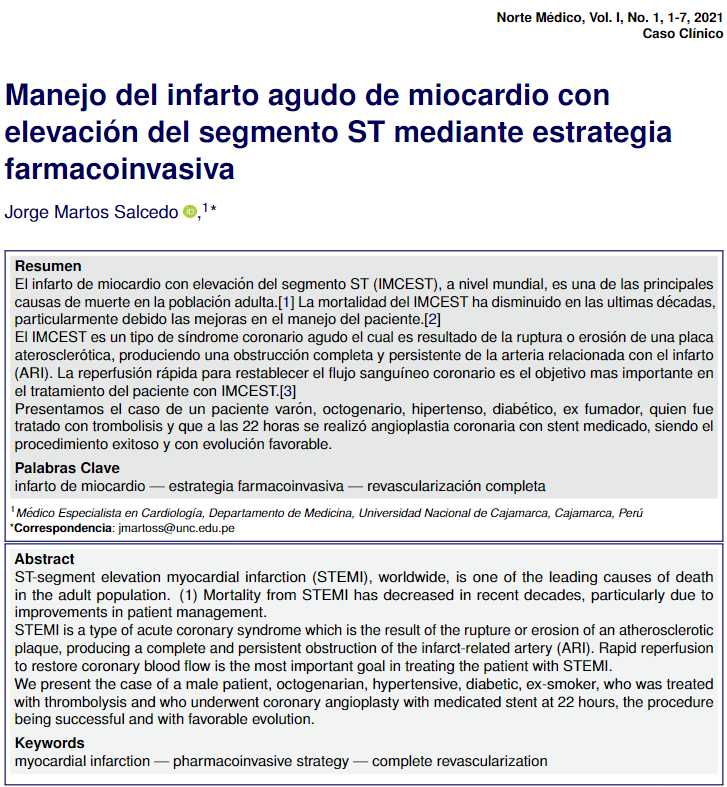 Norte Médico, Vol. I, No. 1, 1-7, 2021
Caso Clínico
Manejo del infarto agudo de miocardio con
elevación del segmento ST mediante estrategia
farmacoinvasiva
Jorge Martos Salcedo iD,1*
Resumen
El infarto de miocardio con elevación del segmento ST (IMCEST), a nivel mundial, es una de las principales
causas de muerte en la población adulta.[1] La mortalidad del IMCEST ha disminuido en las ultimas décadas,
particularmente debido las mejoras en el manejo del paciente.[2]
El IMCEST es un tipo de síndrome coronario agudo el cual es resultado de la ruptura o erosión de una placa
aterosclerótica, produciendo una obstrucción completa y persistente de la arteria relacionada con el infarto
(ARI). La reperfusión rápida para restablecer el flujo sanguíneo coronario es el objetivo mas importante en
el tratamiento del paciente con IMCEST.[3]
Presentamos el caso de un paciente varón, octogenario, hipertenso, diabético, ex fumador, quien fue
tratado con trombolisis y que a las 22 horas se realizó angioplastia coronaria con stent medicado, siendo el
procedimiento exitoso y con evolución favorable.
Palabras Clave
infarto de miocardio — estrategia farmacoinvasiva — revascularización completa
1Médico Especialista en Cardiología, Departamento de Medicina, Universidad Nacional de Cajamarca, Cajamarca, Perú
*Correspondencia: jmartoss@unc.edu.pe
Abstract
ST-segment elevation myocardial infarction (STEMI), worldwide, is one of the leading causes of death
in the adult population. (1) Mortality from STEMI has decreased in recent decades, particularly due to
improvements in patient management.
STEMI is a type of acute coronary syndrome which is the result of the rupture or erosion of an atherosclerotic
plaque, producing a complete and persistent obstruction of the infarct-related artery (ARI). Rapid reperfusion
to restore coronary blood flow is the most important goal in treating the patient with STEMI.
We present the case of a male patient, octogenarian, hypertensive, diabetic, ex-smoker, who was treated
with thrombolysis and who underwent coronary angioplasty with medicated stent at 22 hours, the procedure
being successful and with favorable evolution.
Keywords
myocardial infarction — pharmacoinvasive strategy — complete revascularization